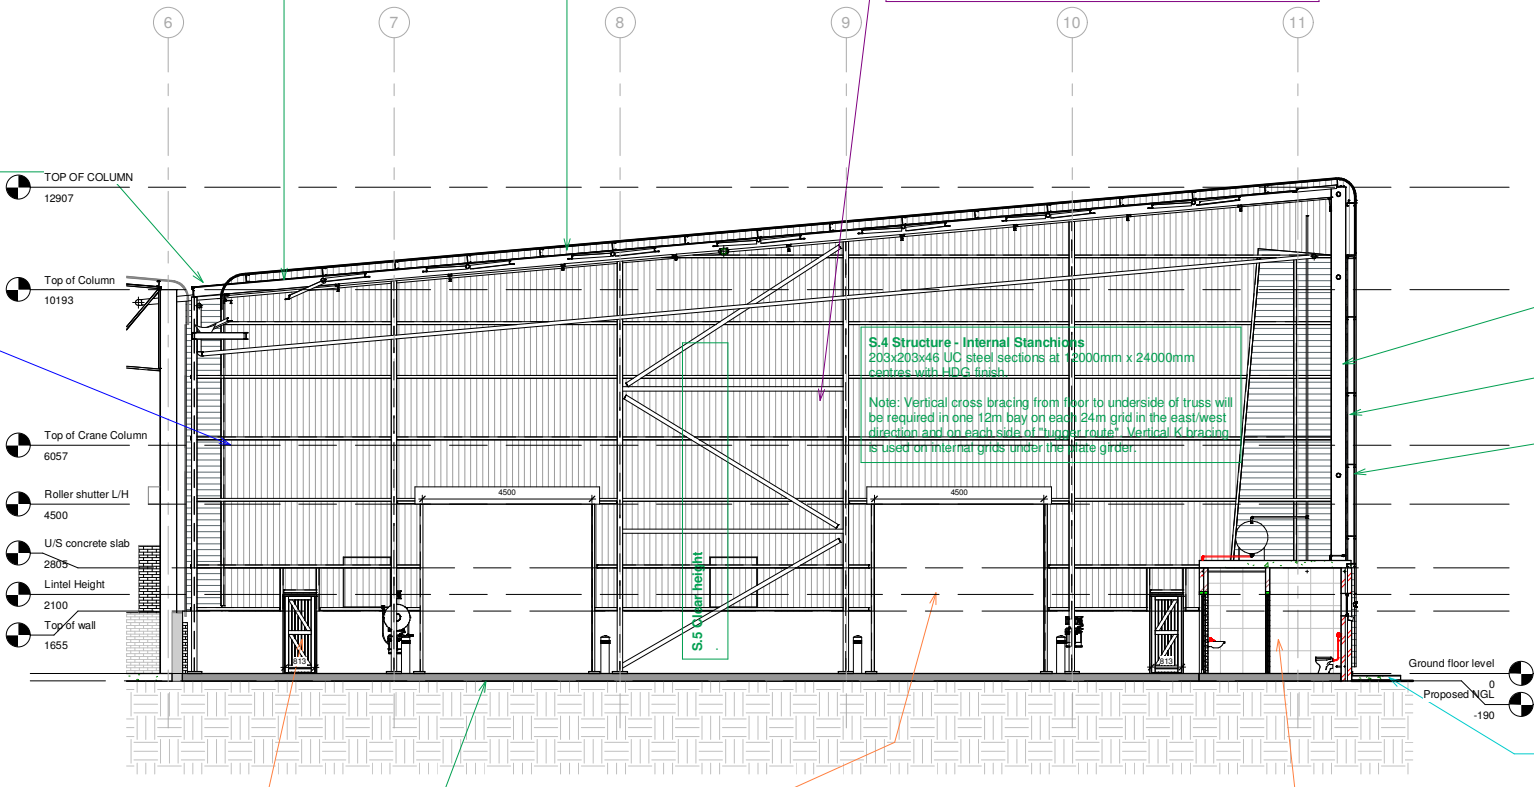 6 7 8 9 10 11
TOP OF COLUMN
12907
Top of Column
10193
S.4 Structure - Internal Stanchions
203x203x46 UC steel sections at 12000mm x 24000mm
centres with HDG finish.
Note: Vertical cross bracing from floor to underside of truss will
be required in one 12m bay on each 24m grid in the east/west
direction and on each side of "tugger route". Vertical K bracing
is used on internal grids under the plate girder.
Top of Crane Column
6057
Roller shutter L/H
4500
4500
4500
U/S concrete slab
2805
Lintel Height
2100
Top of wall
1655
S.5 Clear height
813
813
Ground floor level
0
Proposed NGL
-190